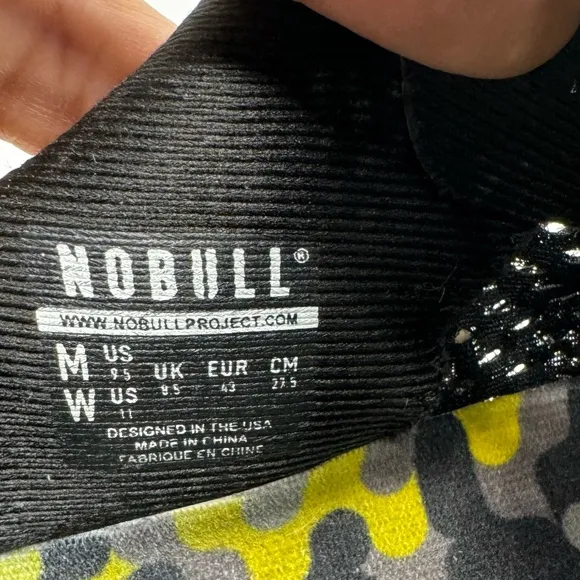 NOBULL®
WWW.NOBULLPROJECT.COM
M US 9.5 UK 8.5 EUR 43 CM 27.5
W US 11
DESIGNED IN THE USA
MADE IN CHINA
FABRIQUE EN CHINE